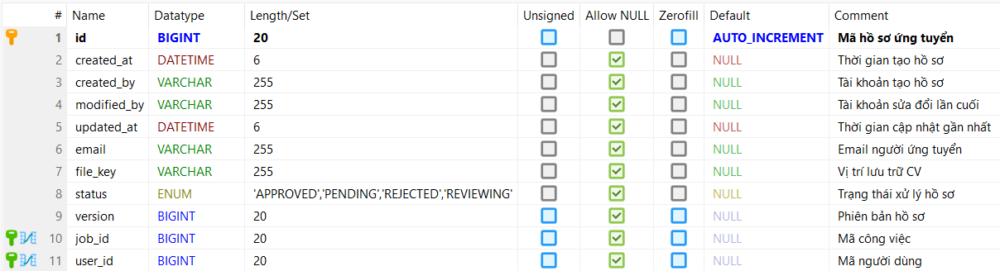 # Name Datatype Length/Set Unsigned Allow NULL Zerofill Default Comment
1 id BIGINT 20 AUTO_INCREMENT Mã hồ sơ ứng tuyển
2 created_at DATETIME 6 NULL Thời gian tạo hồ sơ
3 created_by VARCHAR 255 NULL Tài khoản tạo hồ sơ
4 modified_by VARCHAR 255 NULL Tài khoản sửa đổi lần cuối
5 updated_at DATETIME 6 NULL Thời gian cập nhật gần nhất
6 email VARCHAR 255 NULL Email người ứng tuyển
7 file_key VARCHAR 255 NULL Vị trí lưu trữ CV
8 status ENUM 'APPROVED','PENDING','REJECTED','REVIEWING' NULL Trạng thái xử lý hồ sơ
9 version BIGINT 20 NULL Phiên bản hồ sơ
10 job_id BIGINT 20 NULL Mã công việc
11 user_id BIGINT 20 NULL Mã người dùng